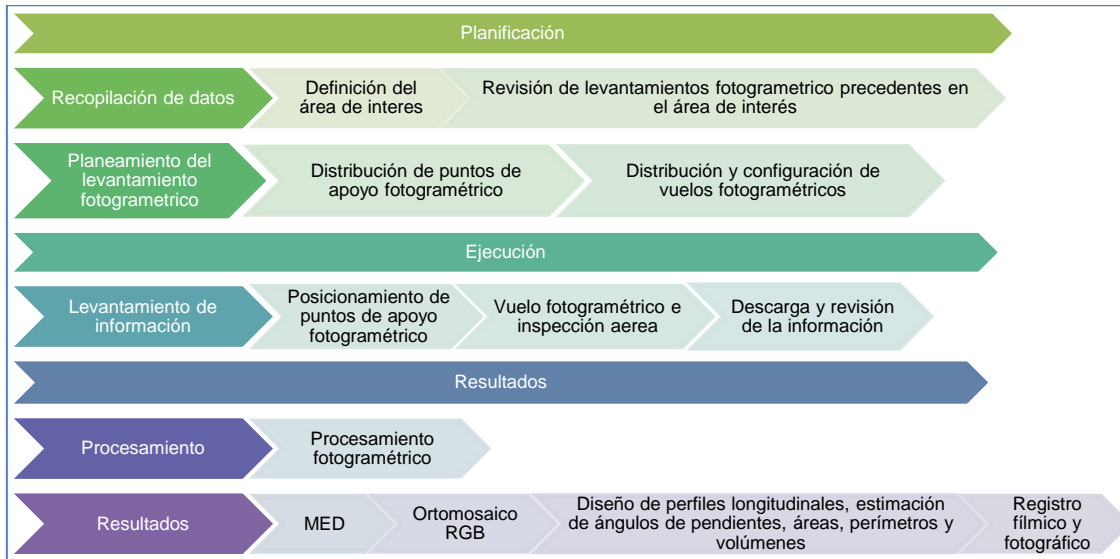 Planificación
Recopilación de datos
Definición del
área de interes
Revisión de levantamientos fotogrametrico precedentes en
el área de interés
Planeamiento del
levantamiento
fotogrametrico
Distribución de puntos de
apoyo fotogramétrico
Distribución y configuración de
vuelos fotogramétricos
Ejecución
Levantamiento de
información
Posicionamiento de
puntos de apoyo
fotogramétrico
Vuelo fotogramétrico e
inspección aerea
Descarga y revisión
de la información
Resultados
Procesamiento
Procesamiento
fotogramétrico
Resultados
MED
Ortomosaico
RGB
Diseño de perfiles longitudinales, estimación
de ángulos de pendientes, áreas, perímetros y
volúmenes
Registro
fílmico y
fotográfico